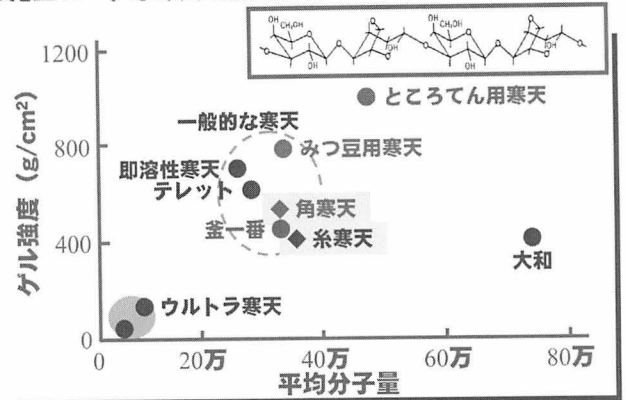 CH₂OH
CH₂OH
OH
OH
OH
OH
OH
OH
1200
800
400
0
ゲル強度（g/cm²）
ところてん用寒天
一般的な寒天
みつ豆用寒天
即溶性寒天
テレット
角寒天
釜一番
糸寒天
大和
ウルトラ寒天
0
20万
40万
60万
80万
平均分子量